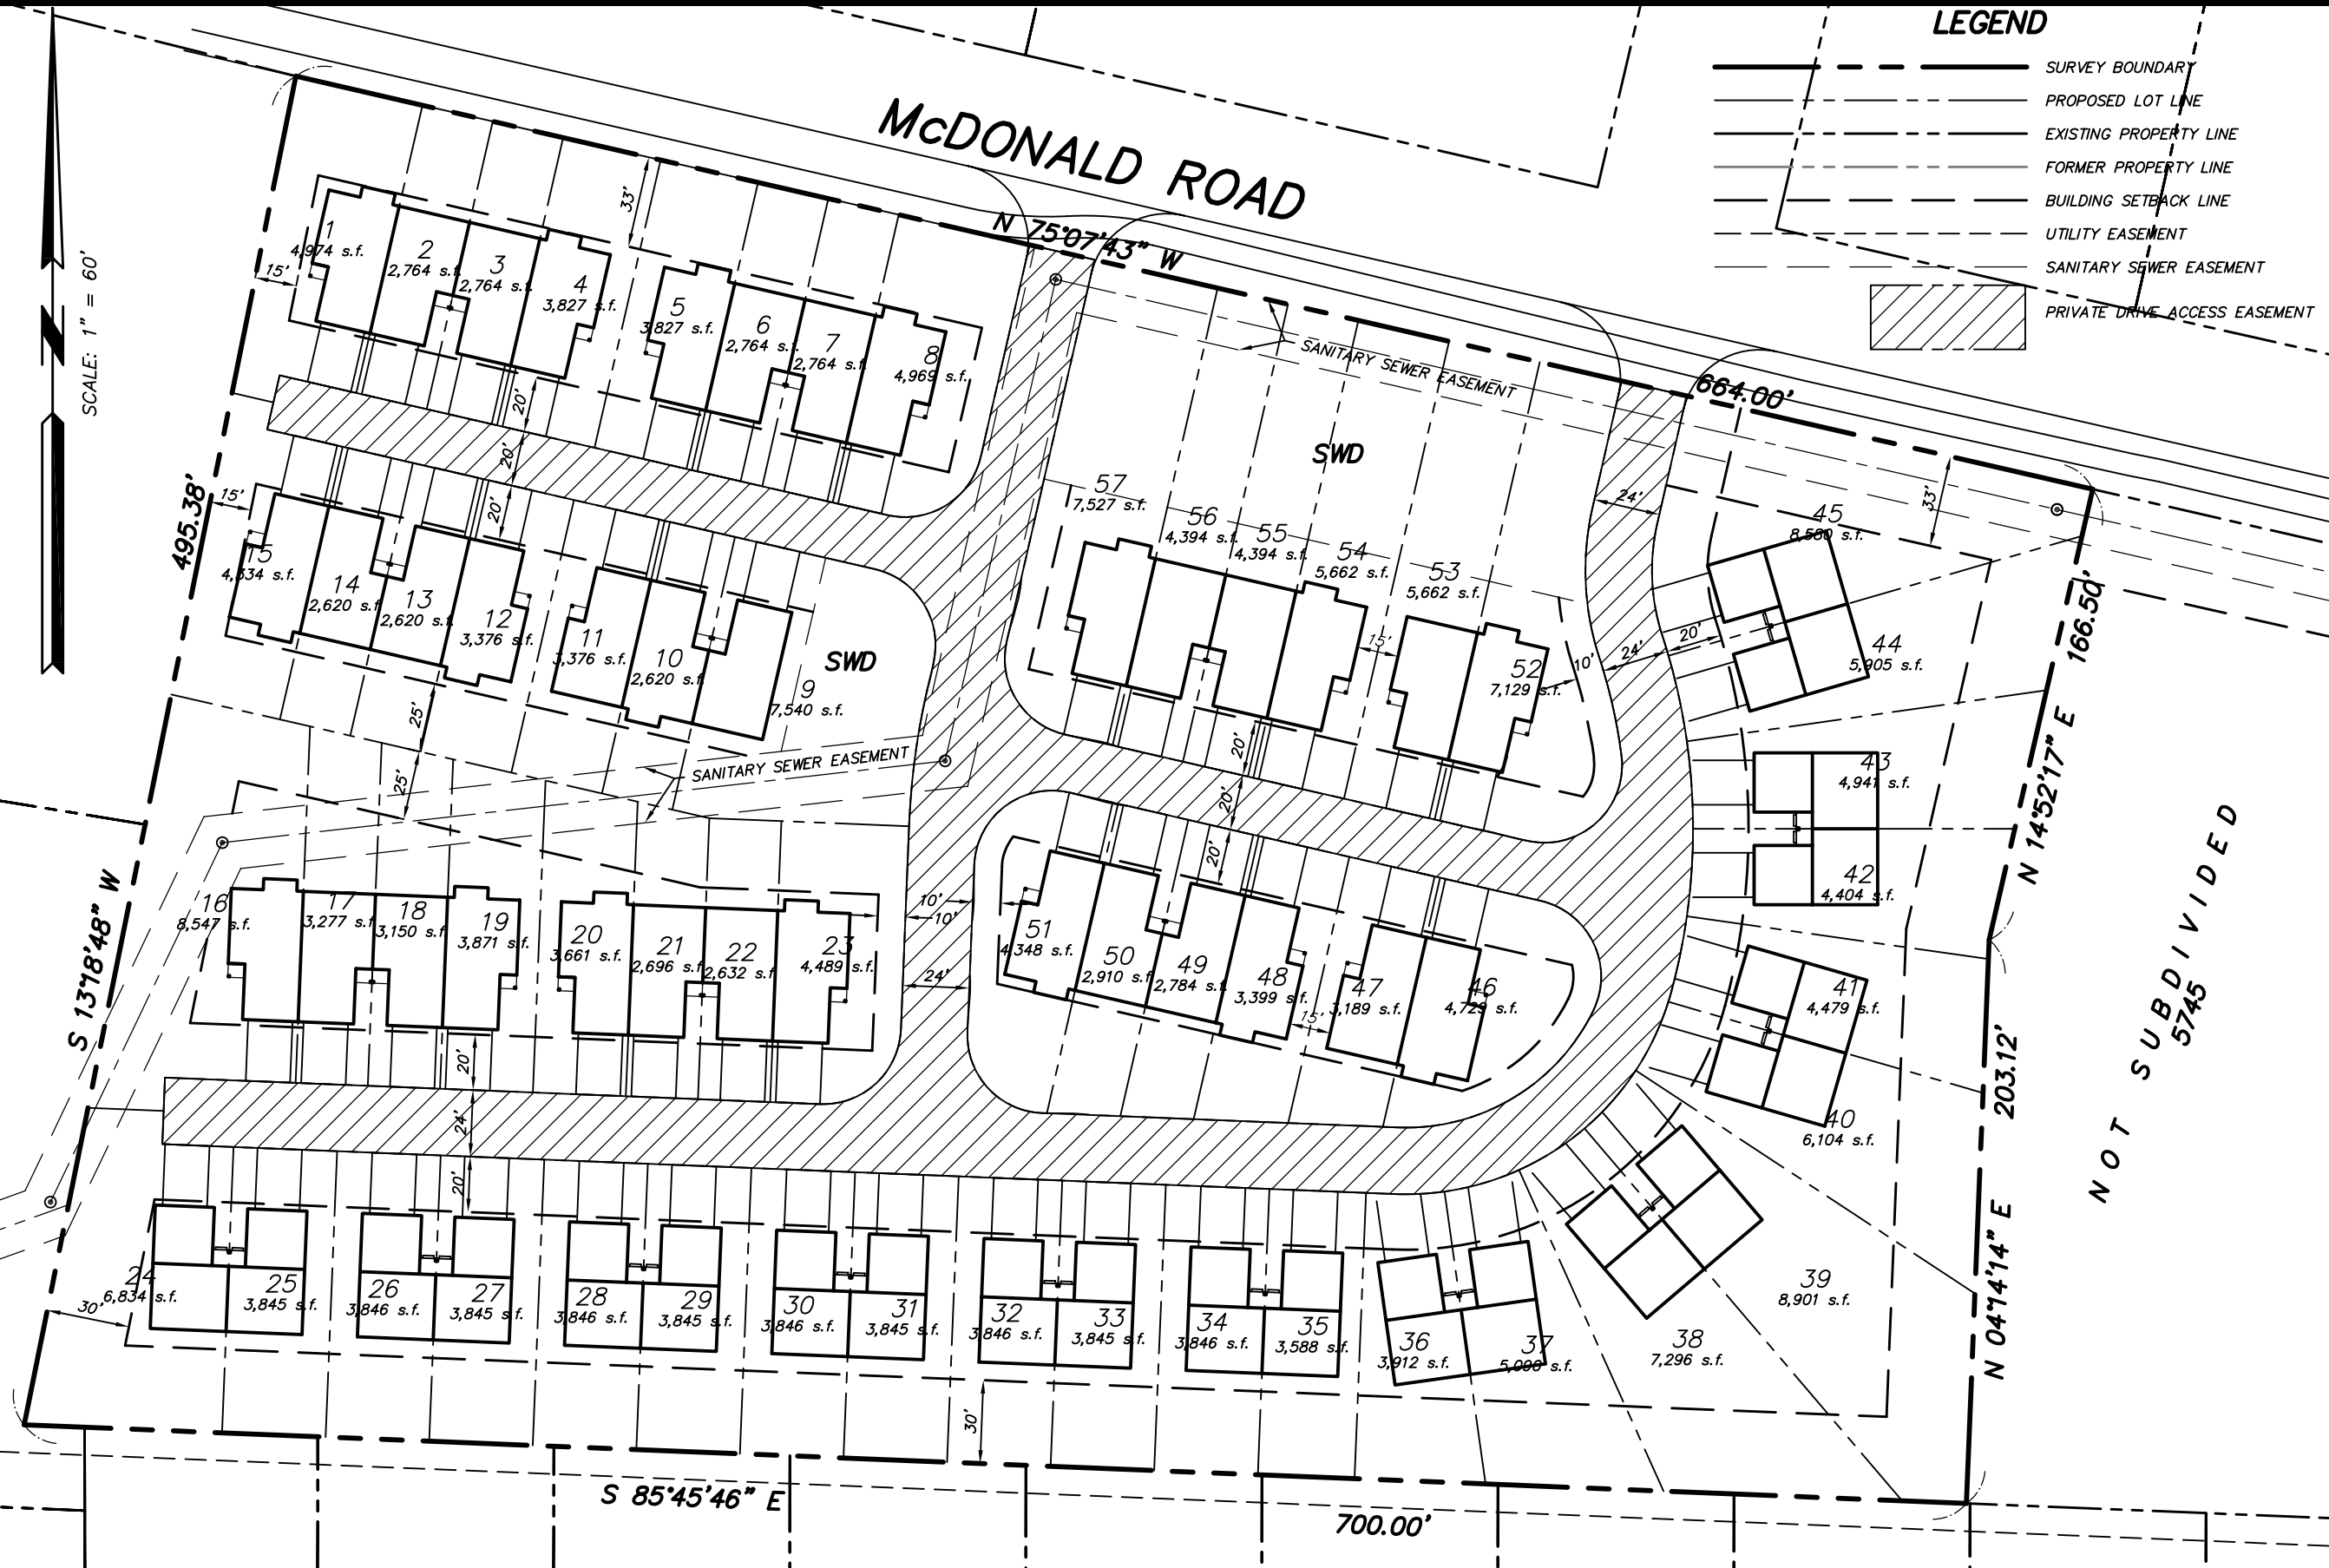 LEGEND
SURVEY BOUNDARY
PROPOSED LOT LINE
EXISTING PROPERTY LINE
FORMER PROPERTY LINE
BUILDING SETBACK LINE
UTILITY EASEMENT
SANITARY SEWER EASEMENT
PRIVATE DRIVE ACCESS EASEMENT
SCALE: 1" = 60'
N
McDONALD ROAD
N 75°07'43" W
664.00'
1
4,974 s.f.
2
2,764 s.f.
3
2,764 s.f.
4
3,827 s.f.
5
3,827 s.f.
6
2,764 s.f.
7
2,764 s.f.
8
4,969 s.f.
33'
15'
20'
20'
20'
SANITARY SEWER EASEMENT
SWD
57
7,527 s.f.
56
4,394 s.f.
55
4,394 s.f.
54
5,662 s.f.
53
5,662 s.f.
52
7,129 s.f.
15'
10'
24'
24'
20'
33'
45
8,580 s.f.
44
5,905 s.f.
43
4,941 s.f.
42
4,404 s.f.
41
4,479 s.f.
40
6,104 s.f.
39
8,901 s.f.
38
7,296 s.f.
495.38'
15'
15
4,334 s.f.
14
2,620 s.f.
13
2,620 s.f.
12
3,376 s.f.
11
3,376 s.f.
10
2,620 s.f.
9
7,540 s.f.
SWD
25'
25'
SANITARY SEWER EASEMENT
20'
20'
20'
S 13°18'48" W
16
8,547 s.f.
17
3,277 s.f.
18
3,150 s.f.
19
3,871 s.f.
20
3,661 s.f.
21
2,696 s.f.
22
2,632 s.f.
23
4,489 s.f.
10'
10'
24'
51
4,348 s.f.
50
2,910 s.f.
49
2,784 s.f.
48
3,399 s.f.
47
3,189 s.f.
46
4,729 s.f.
15'
20'
24'
20'
30'
24
6,834 s.f.
25
3,845 s.f.
26
3,846 s.f.
27
3,845 s.f.
28
3,846 s.f.
29
3,845 s.f.
30
3,846 s.f.
31
3,845 s.f.
32
3,846 s.f.
33
3,845 s.f.
34
3,846 s.f.
35
3,588 s.f.
36
3,912 s.f.
37
5,090 s.f.
30'
N 14°52'17" E 166.50'
N 04°14'14" E 203.12'
NOT SUBDIVIDED
5745
S 85°45'46" E
700.00'